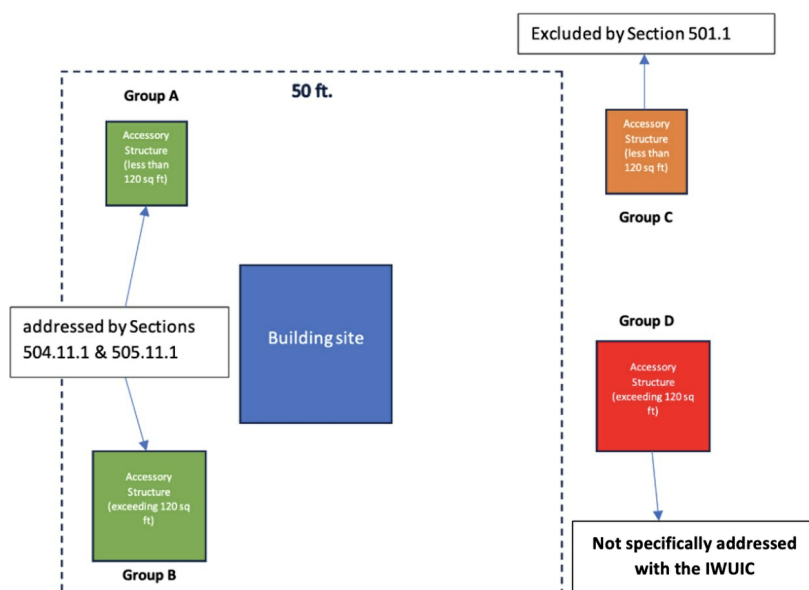 Excluded by Section 501.1
50 ft.
Group A
Accessory
Structure
(less than
120 sq ft)
Accessory
Structure
(less than
120 sq ft)
Group C
addressed by Sections
504.11.1 & 505.11.1
Building site
Group D
Accessory
Structure
(exceeding 120 sq
ft)
Accessory
Structure
(exceeding 120 sq
ft)
Group B
Not specifically addressed
with the IWUIC